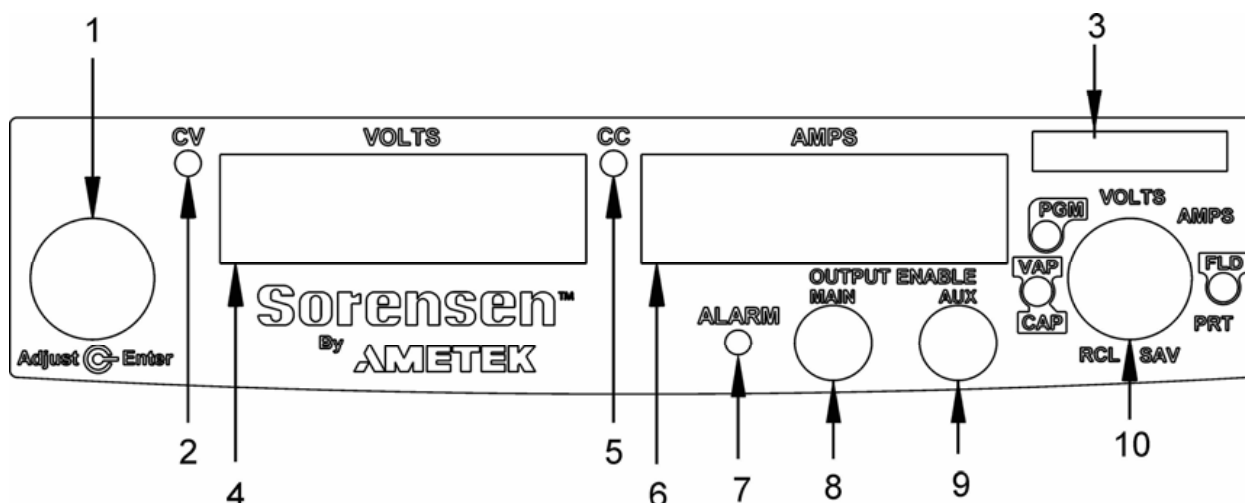 1
3
CV
VOLTS
CC
AMPS
VOLTS
PGM
AMPS
VAP
FLD
CAP
OUTPUT ENABLE
MAIN
AUX
Sorensen™
By
AMETEK
ALARM
PRT
Adjust Enter
RCL SAV
2
4
5
6
7
8
9
10